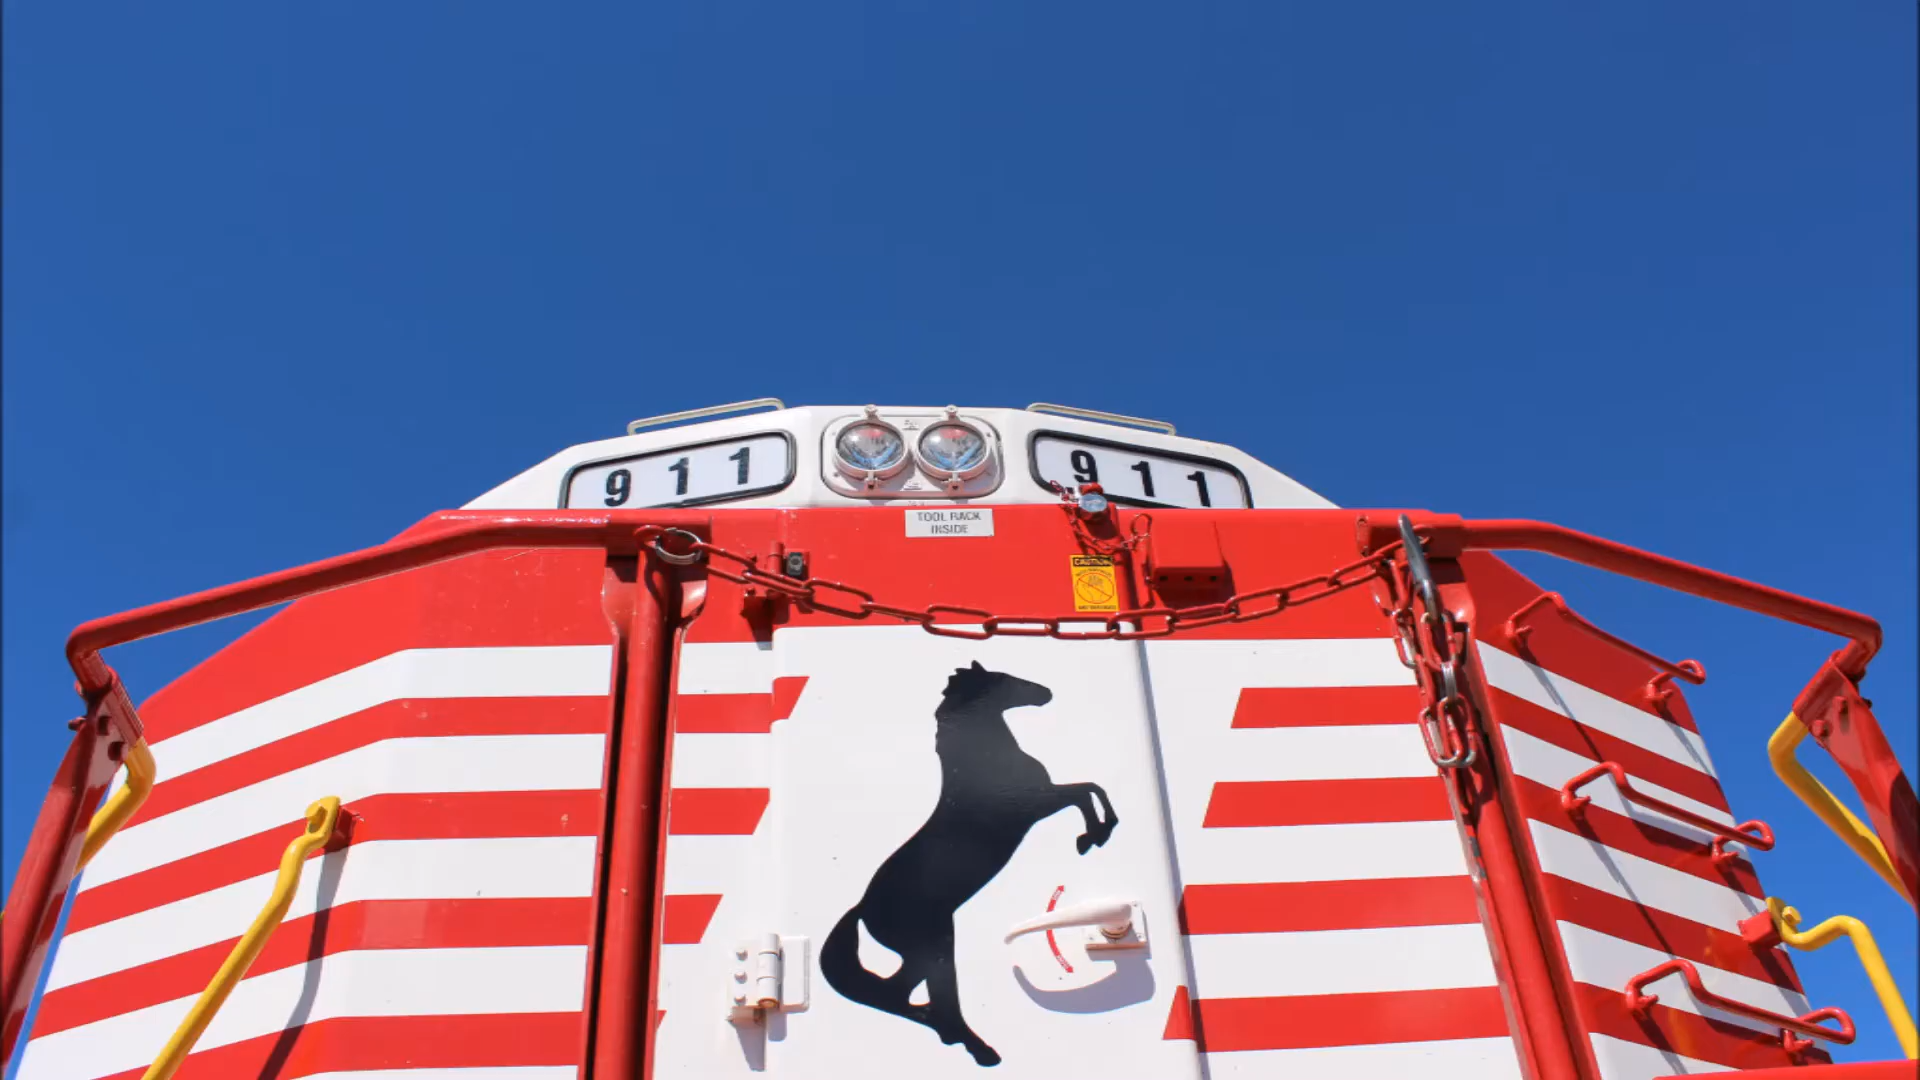 911
911
TOOL RACK
INSIDE
CAUTION